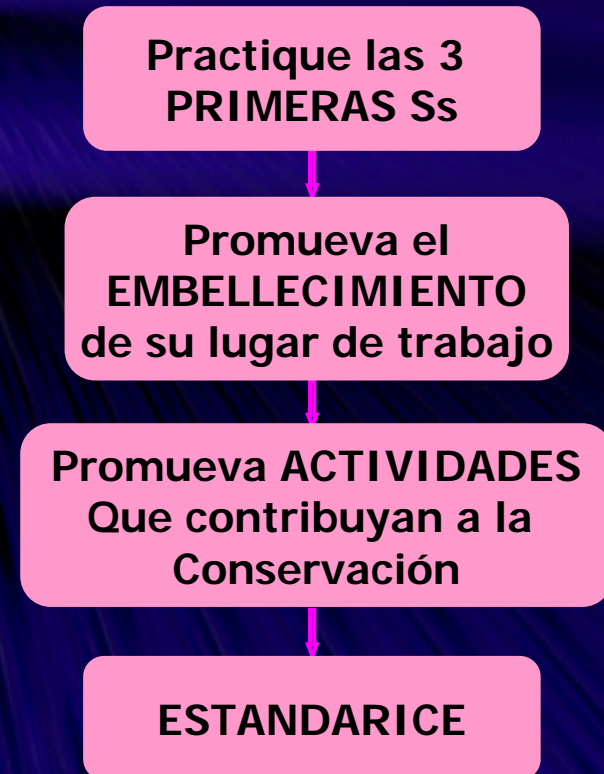 Practique las 3
PRIMERAS Ss
Promueva el
EMBELLECIMIENTO
de su lugar de trabajo
Promueva ACTIVIDADES
Que contribuyan a la
Conservación
ESTANDARICE